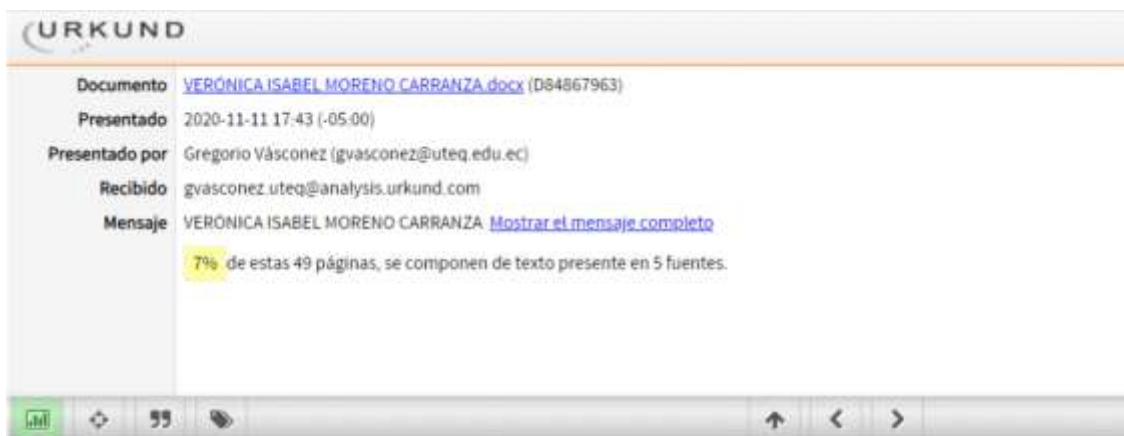 URKUND
Documento VERÓNICA ISABEL MORENO CARRANZA.docx (D84867963)
Presentado 2020-11-11 17:43 (-05:00)
Presentado por Gregorio Vásconez (gvasconez@uteq.edu.ec)
Recibido gvasconez.uteq@analysis.urkund.com
Mensaje VERÓNICA ISABEL MORENO CARRANZA Mostrar el mensaje completo
7% de estas 49 páginas, se componen de texto presente en 5 fuentes.